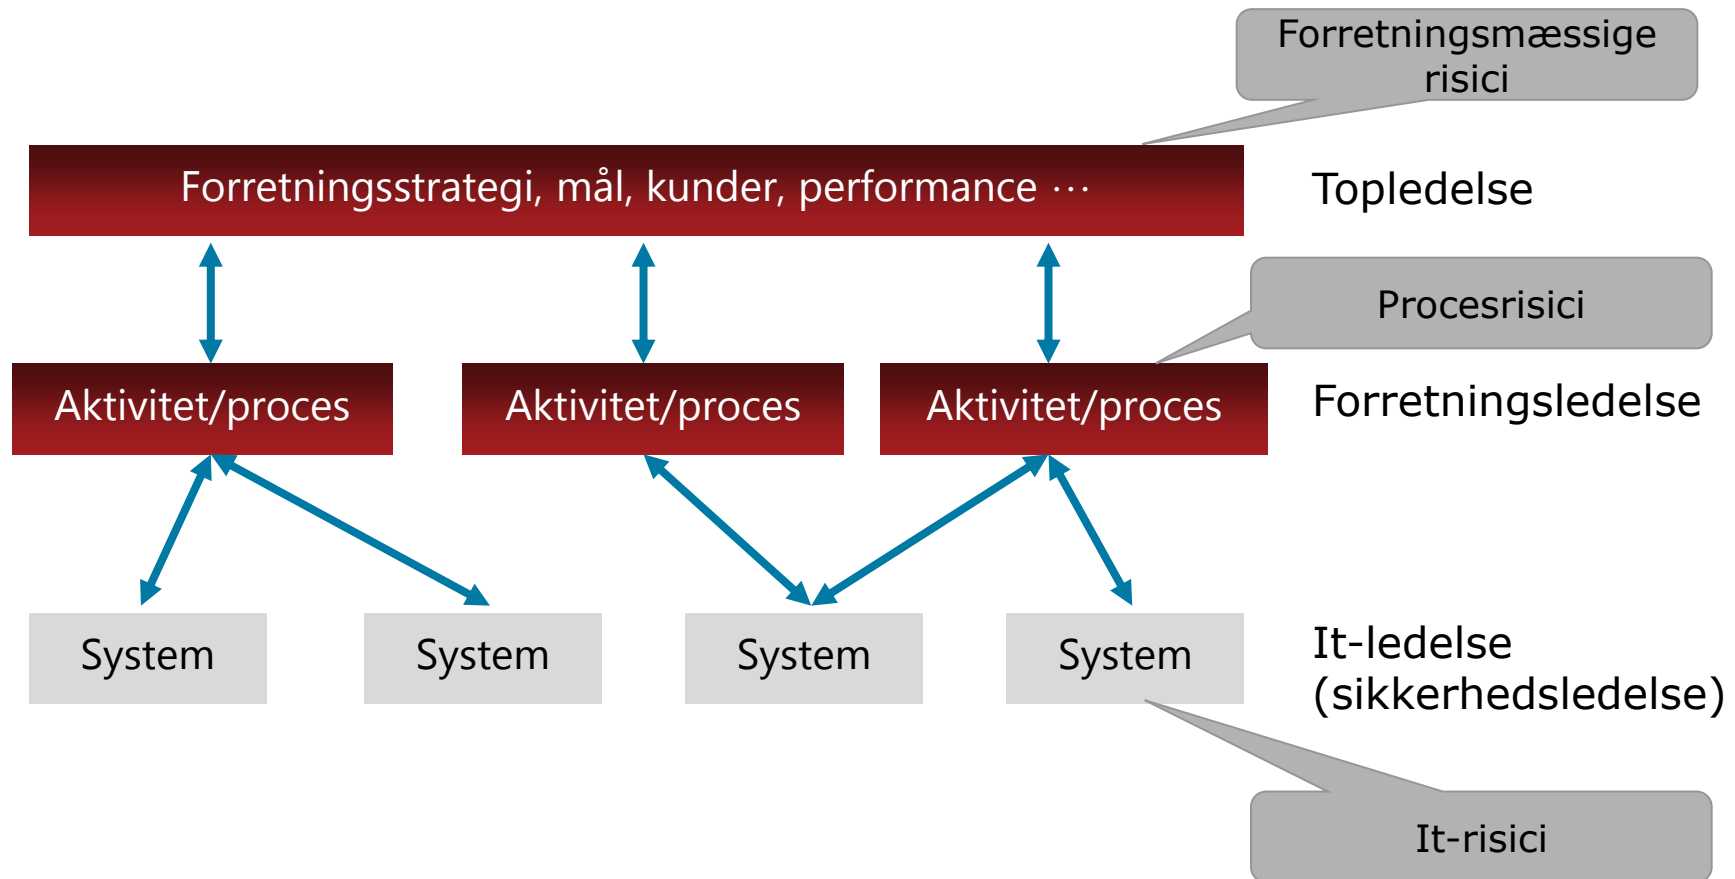 Forretningsmæssige
risici
Forretningsstrategi, mål, kunder, performance ⋯
Topledelse
Procesrisici
Aktivitet/proces
Aktivitet/proces
Aktivitet/proces
Forretningsledelse
System
System
System
System
It-ledelse
(sikkerhedsledelse)
It-risici